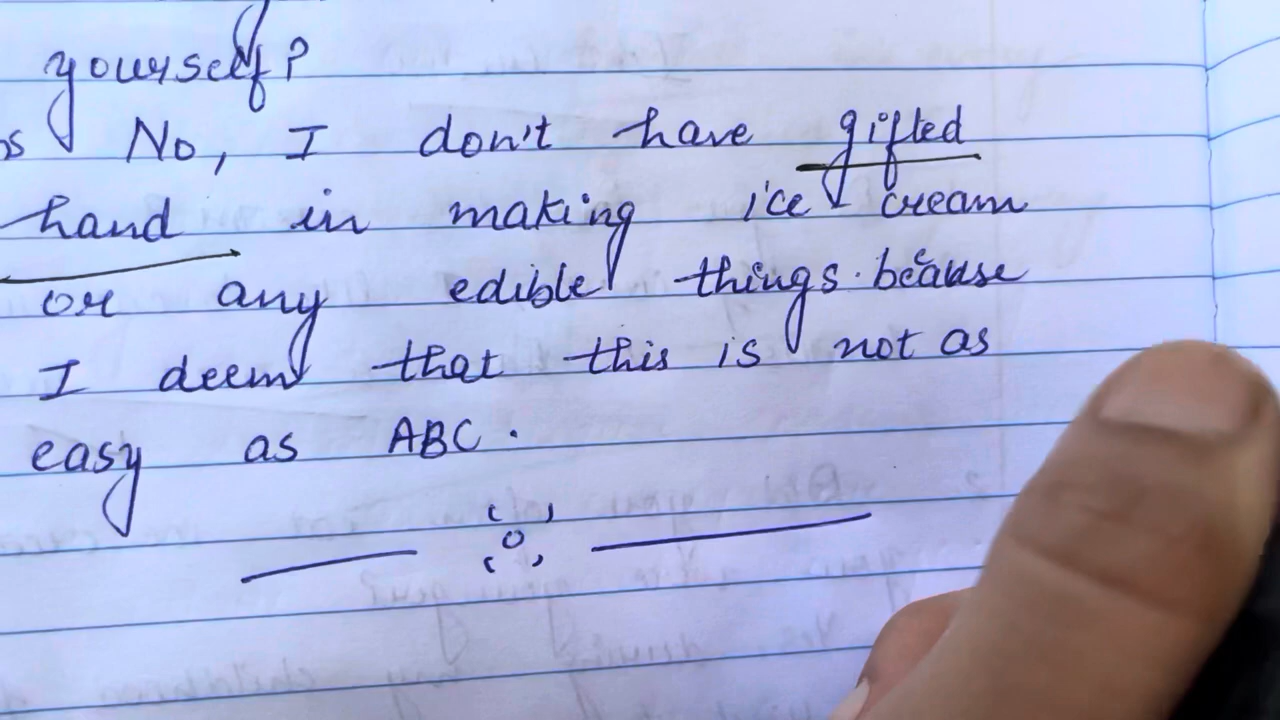 yourself?
s No, I don't have gifted
hand in making ice cream
or any edible things. because
I deem that this is not as
easy as ABC.